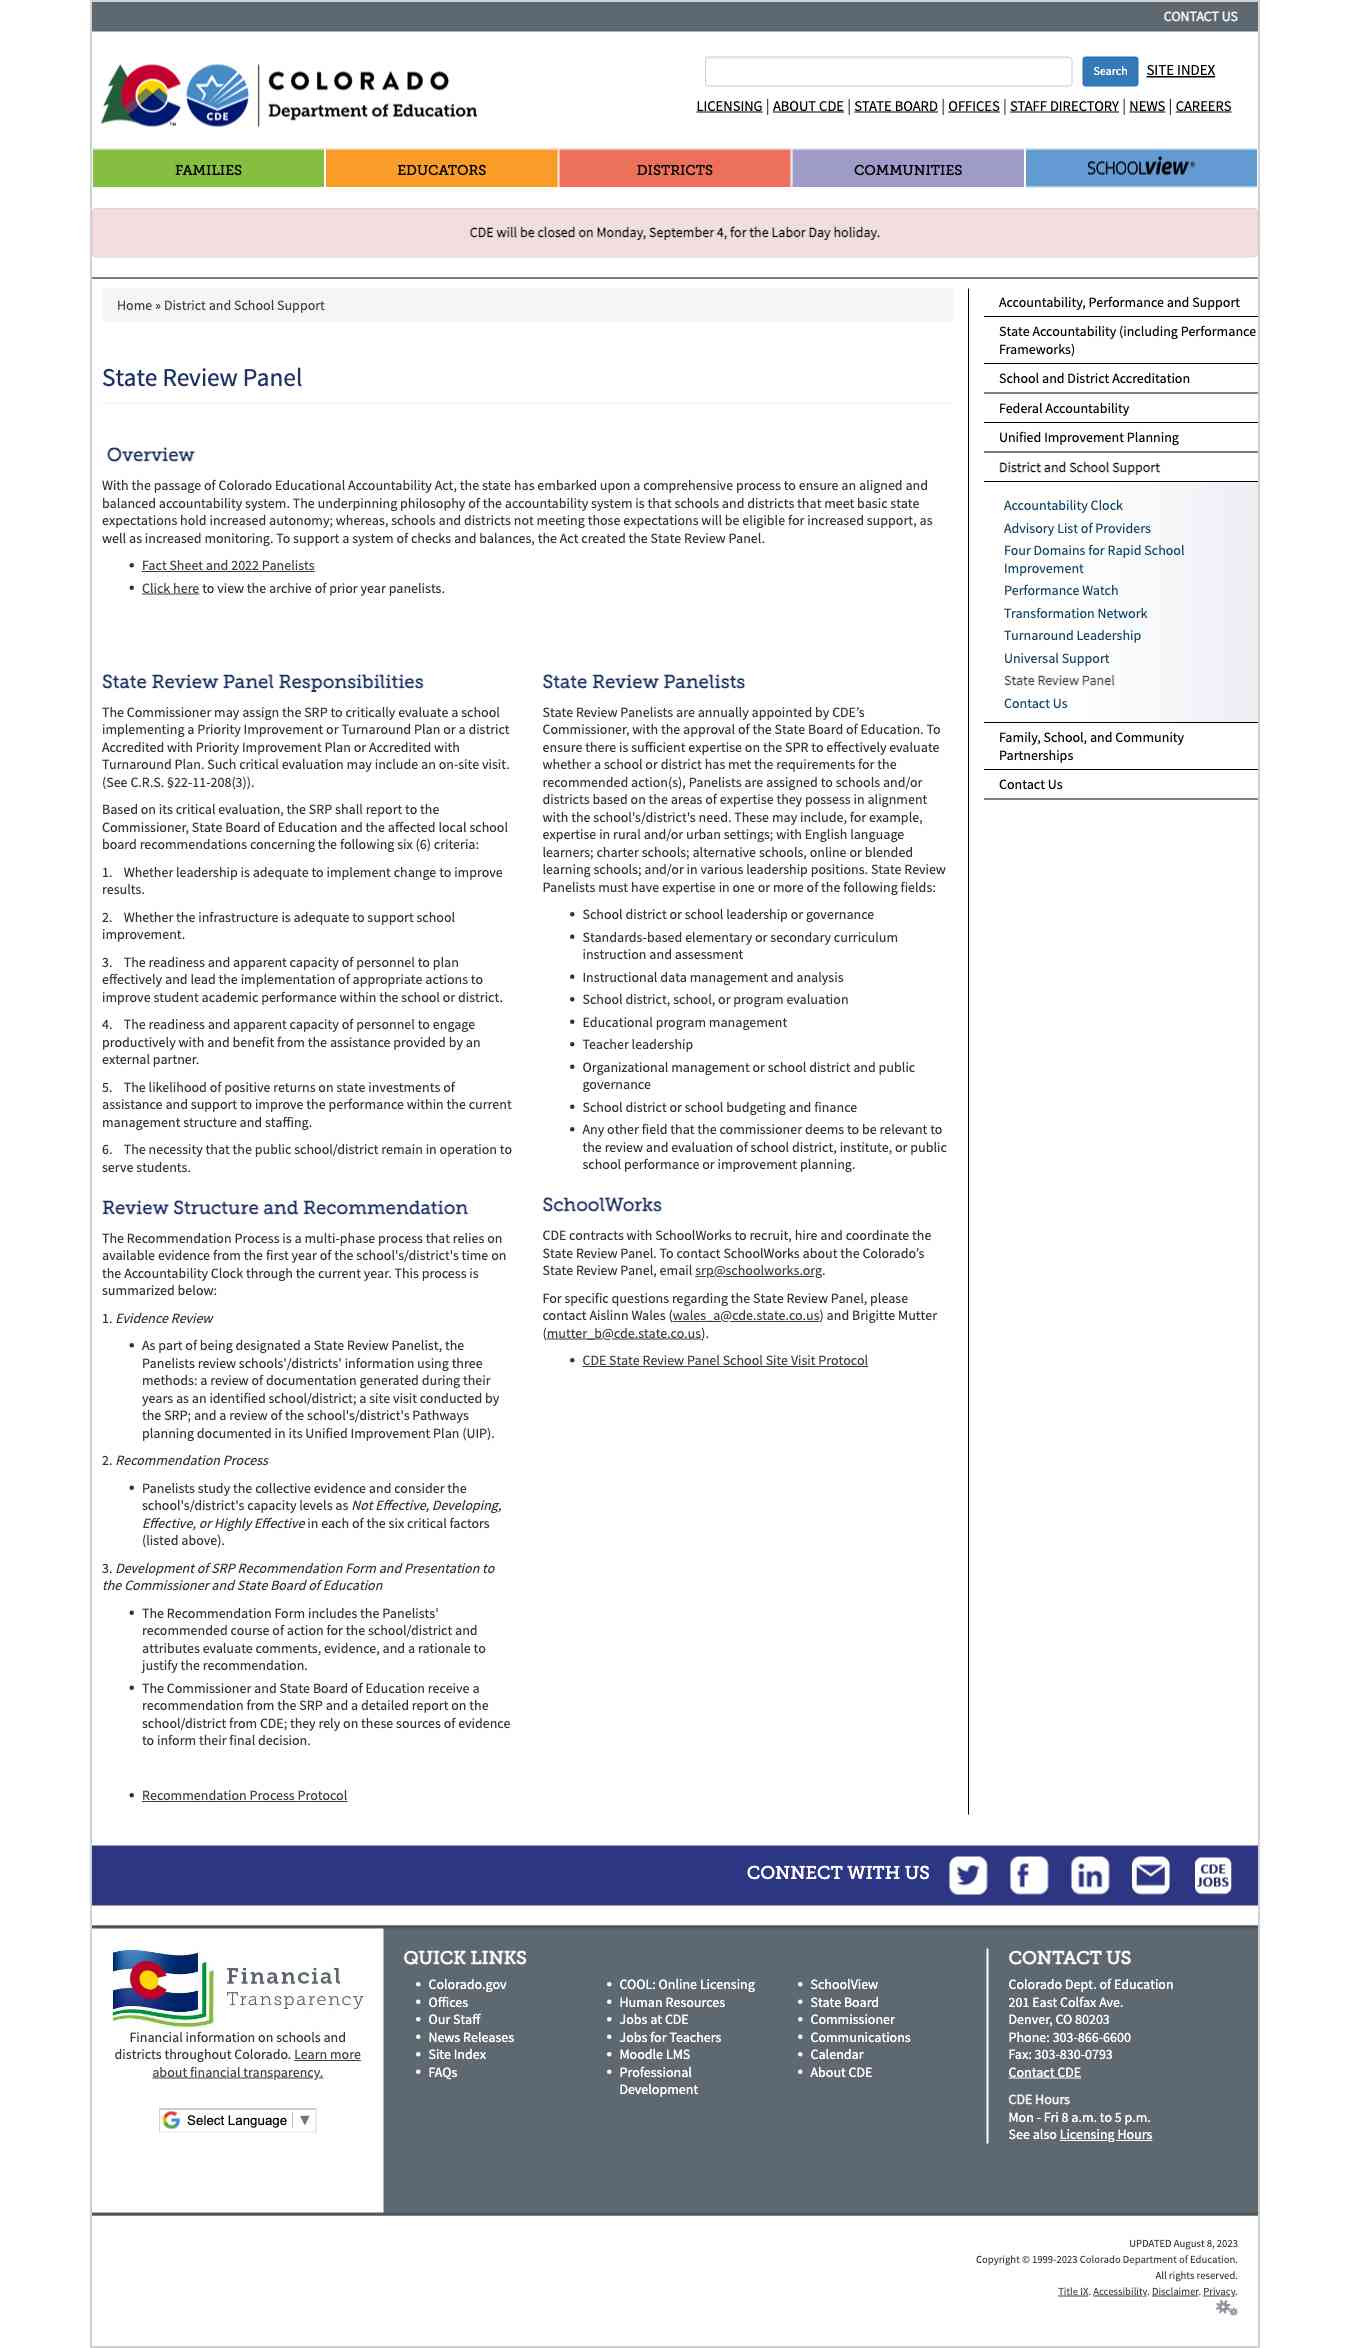 CONTACT US
COLORADO
Department of Education
CDE
TM
Search
SITE INDEX
LICENSING | ABOUT CDE | STATE BOARD | OFFICES | STAFF DIRECTORY | NEWS | CAREERS
FAMILIES
EDUCATORS
DISTRICTS
COMMUNITIES
SCHOOLview®
CDE will be closed on Monday, September 4, for the Labor Day holiday.
Home » District and School Support
State Review Panel
Overview
With the passage of Colorado Educational Accountability Act, the state has embarked upon a comprehensive process to ensure an aligned and
balanced accountability system. The underpinning philosophy of the accountability system is that schools and districts that meet basic state
expectations hold increased autonomy; whereas, schools and districts not meeting those expectations will be eligible for increased support, as
well as increased monitoring. To support a system of checks and balances, the Act created the State Review Panel.
• Fact Sheet and 2022 Panelists
• Click here to view the archive of prior year panelists.
State Review Panel Responsibilities
The Commissioner may assign the SRP to critically evaluate a school
implementing a Priority Improvement or Turnaround Plan or a district
Accredited with Priority Improvement Plan or Accredited with
Turnaround Plan. Such critical evaluation may include an on-site visit.
(See C.R.S. §22-11-208(3)).
Based on its critical evaluation, the SRP shall report to the
Commissioner, State Board of Education and the affected local school
board recommendations concerning the following six (6) criteria:
1. Whether leadership is adequate to implement change to improve
results.
2. Whether the infrastructure is adequate to support school
improvement.
3. The readiness and apparent capacity of personnel to plan
effectively and lead the implementation of appropriate actions to
improve student academic performance within the school or district.
4. The readiness and apparent capacity of personnel to engage
productively with and benefit from the assistance provided by an
external partner.
5. The likelihood of positive returns on state investments of
assistance and support to improve the performance within the current
management structure and staffing.
6. The necessity that the public school/district remain in operation to
serve students.
Review Structure and Recommendation
The Recommendation Process is a multi-phase process that relies on
available evidence from the first year of the school's/district's time on
the Accountability Clock through the current year. This process is
summarized below:
1. Evidence Review
• As part of being designated a State Review Panelist, the
Panelists review schools'/districts' information using three
methods: a review of documentation generated during their
years as an identified school/district; a site visit conducted by
the SRP; and a review of the school's/district's Pathways
planning documented in its Unified Improvement Plan (UIP).
2. Recommendation Process
• Panelists study the collective evidence and consider the
school's/district's capacity levels as Not Effective, Developing,
Effective, or Highly Effective in each of the six critical factors
(listed above).
3. Development of SRP Recommendation Form and Presentation to
the Commissioner and State Board of Education
• The Recommendation Form includes the Panelists'
recommended course of action for the school/district and
attributes evaluate comments, evidence, and a rationale to
justify the recommendation.
• The Commissioner and State Board of Education receive a
recommendation from the SRP and a detailed report on the
school/district from CDE; they rely on these sources of evidence
to inform their final decision.
• Recommendation Process Protocol
State Review Panelists
State Review Panelists are annually appointed by CDE's
Commissioner, with the approval of the State Board of Education. To
ensure there is sufficient expertise on the SPR to effectively evaluate
whether a school or district has met the requirements for the
recommended action(s), Panelists are assigned to schools and/or
districts based on the areas of expertise they possess in alignment
with the school's/district's need. These may include, for example,
expertise in rural and/or urban settings; with English language
learners; charter schools; alternative schools, online or blended
learning schools; and/or in various leadership positions. State Review
Panelists must have expertise in one or more of the following fields:
• School district or school leadership or governance
• Standards-based elementary or secondary curriculum
instruction and assessment
• Instructional data management and analysis
• School district, school, or program evaluation
• Educational program management
• Teacher leadership
• Organizational management or school district and public
governance
• School district or school budgeting and finance
• Any other field that the commissioner deems to be relevant to
the review and evaluation of school district, institute, or public
school performance or improvement planning.
SchoolWorks
CDE contracts with SchoolWorks to recruit, hire and coordinate the
State Review Panel. To contact SchoolWorks about the Colorado's
State Review Panel, email srp@schoolworks.org.
For specific questions regarding the State Review Panel, please
contact Aislinn Wales (wales_a@cde.state.co.us) and Brigitte Mutter
(mutter_b@cde.state.co.us).
• CDE State Review Panel School Site Visit Protocol
Accountability, Performance and Support
State Accountability (including Performance
Frameworks)
School and District Accreditation
Federal Accountability
Unified Improvement Planning
District and School Support
Accountability Clock
Advisory List of Providers
Four Domains for Rapid School
Improvement
Performance Watch
Transformation Network
Turnaround Leadership
Universal Support
State Review Panel
Contact Us
Family, School, and Community
Partnerships
Contact Us
CONNECT WITH US
CDE
JOBS
Financial
Transparency
Financial information on schools and
districts throughout Colorado. Learn more
about financial transparency.
Select Language ▼
QUICK LINKS
• Colorado.gov
• Offices
• Our Staff
• News Releases
• Site Index
• FAQs
• COOL: Online Licensing
• Human Resources
• Jobs at CDE
• Jobs for Teachers
• Moodle LMS
• Professional
Development
• SchoolView
• State Board
• Commissioner
• Communications
• Calendar
• About CDE
CONTACT US
Colorado Dept. of Education
201 East Colfax Ave.
Denver, CO 80203
Phone: 303-866-6600
Fax: 303-830-0793
Contact CDE
CDE Hours
Mon - Fri 8 a.m. to 5 p.m.
See also Licensing Hours
UPDATED August 8, 2023
Copyright © 1999-2023 Colorado Department of Education.
All rights reserved.
Title IX. Accessibility. Disclaimer. Privacy.